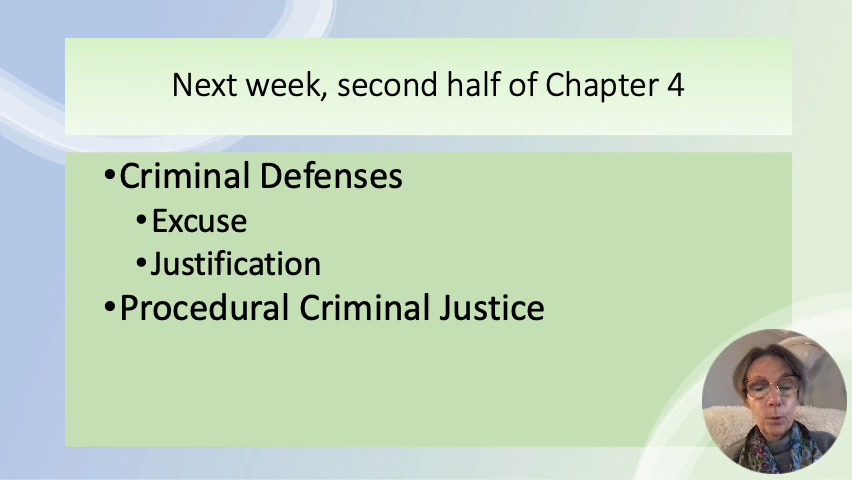 Next week, second half of Chapter 4
•Criminal Defenses
•Excuse
•Justification
•Procedural Criminal Justice